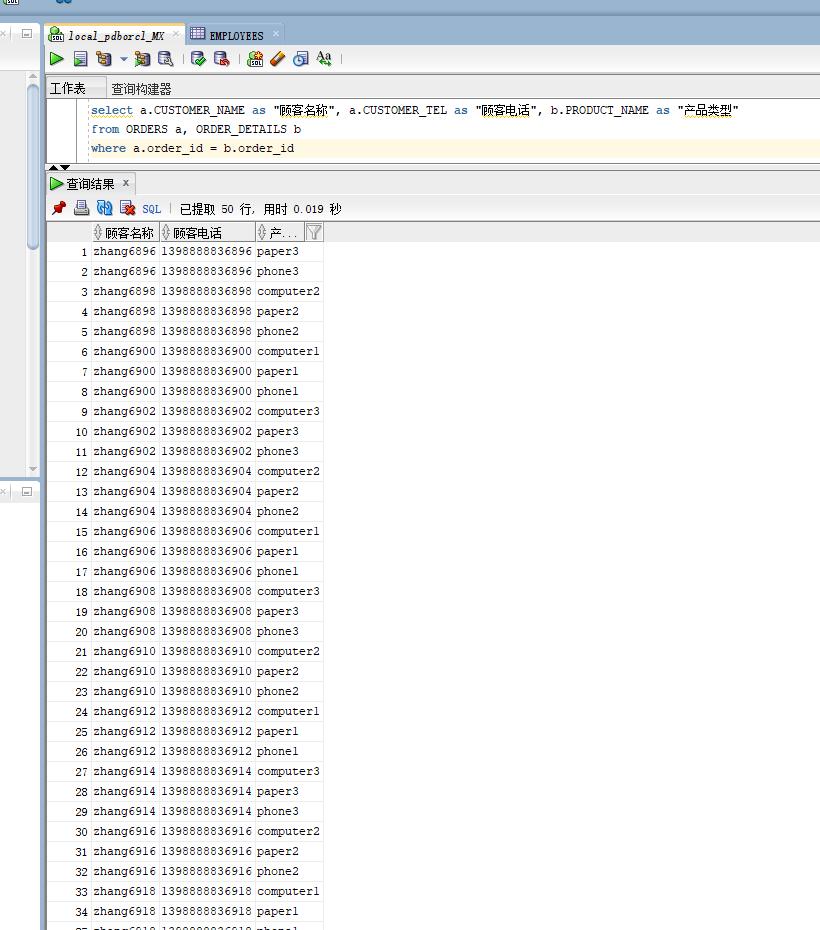 local_pdborcl_MX
EMPLOYEES
工作表 查询构建器
select a.CUSTOMER_NAME as "顾客名称", a.CUSTOMER_TEL as "顾客电话", b.PRODUCT_NAME as "产品类型"
from ORDERS a, ORDER_DETAILS b
where a.order_id = b.order_id
查询结果
SQL 已提取 50 行, 用时 0.019 秒
顾客名称 顾客电话 产...
1 zhang6896 1398888836896 paper3
2 zhang6896 1398888836896 phone3
3 zhang6898 1398888836898 computer2
4 zhang6898 1398888836898 paper2
5 zhang6898 1398888836898 phone2
6 zhang6900 1398888836900 computer1
7 zhang6900 1398888836900 paper1
8 zhang6900 1398888836900 phone1
9 zhang6902 1398888836902 computer3
10 zhang6902 1398888836902 paper3
11 zhang6902 1398888836902 phone3
12 zhang6904 1398888836904 computer2
13 zhang6904 1398888836904 paper2
14 zhang6904 1398888836904 phone2
15 zhang6906 1398888836906 computer1
16 zhang6906 1398888836906 paper1
17 zhang6906 1398888836906 phone1
18 zhang6908 1398888836908 computer3
19 zhang6908 1398888836908 paper3
20 zhang6908 1398888836908 phone3
21 zhang6910 1398888836910 computer2
22 zhang6910 1398888836910 paper2
23 zhang6910 1398888836910 phone2
24 zhang6912 1398888836912 computer1
25 zhang6912 1398888836912 paper1
26 zhang6912 1398888836912 phone1
27 zhang6914 1398888836914 computer3
28 zhang6914 1398888836914 paper3
29 zhang6914 1398888836914 phone3
30 zhang6916 1398888836916 computer2
31 zhang6916 1398888836916 paper2
32 zhang6916 1398888836916 phone2
33 zhang6918 1398888836918 computer1
34 zhang6918 1398888836918 paper1